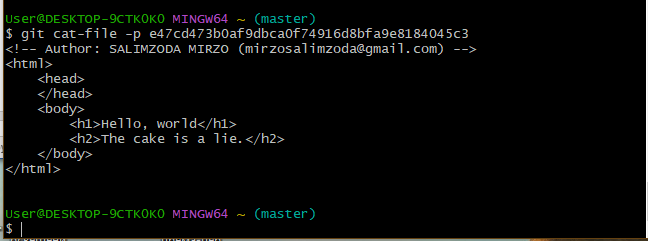 User@DESKTOP-9CTK0K0 MINGW64 ~ (master)
$ git cat-file -p e47cd473b0af9dbca0f74916d8bfa9e8184045c3
<!-- Author: SALIMZODA MIRZO (mirzosalimzoda@gmail.com) -->
<html>
    <head>
    </head>
    <body>
        <h1>Hello, world</h1>
        <h2>The cake is a lie.</h2>
    </body>
</html>
User@DESKTOP-9CTK0K0 MINGW64 ~ (master)
$